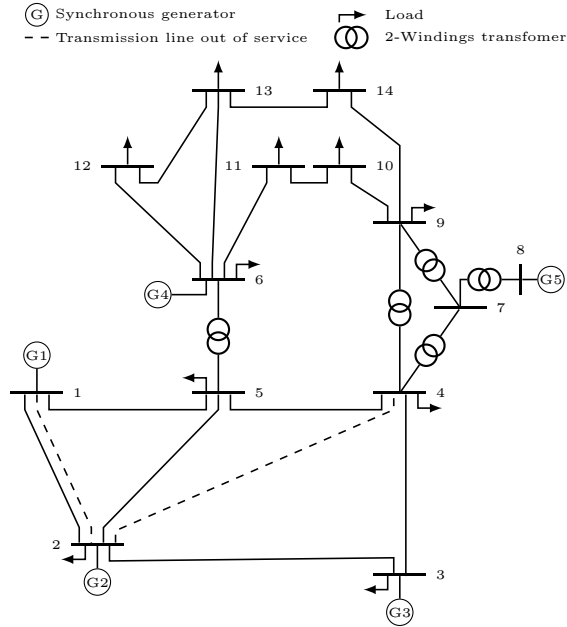 G Synchronous generator Load
Transmission line out of service 2-Windings transfomer
13 14
12 11 10
9
8
6
G4 G5
7
G1
1 5 4
2
G2 3
G3